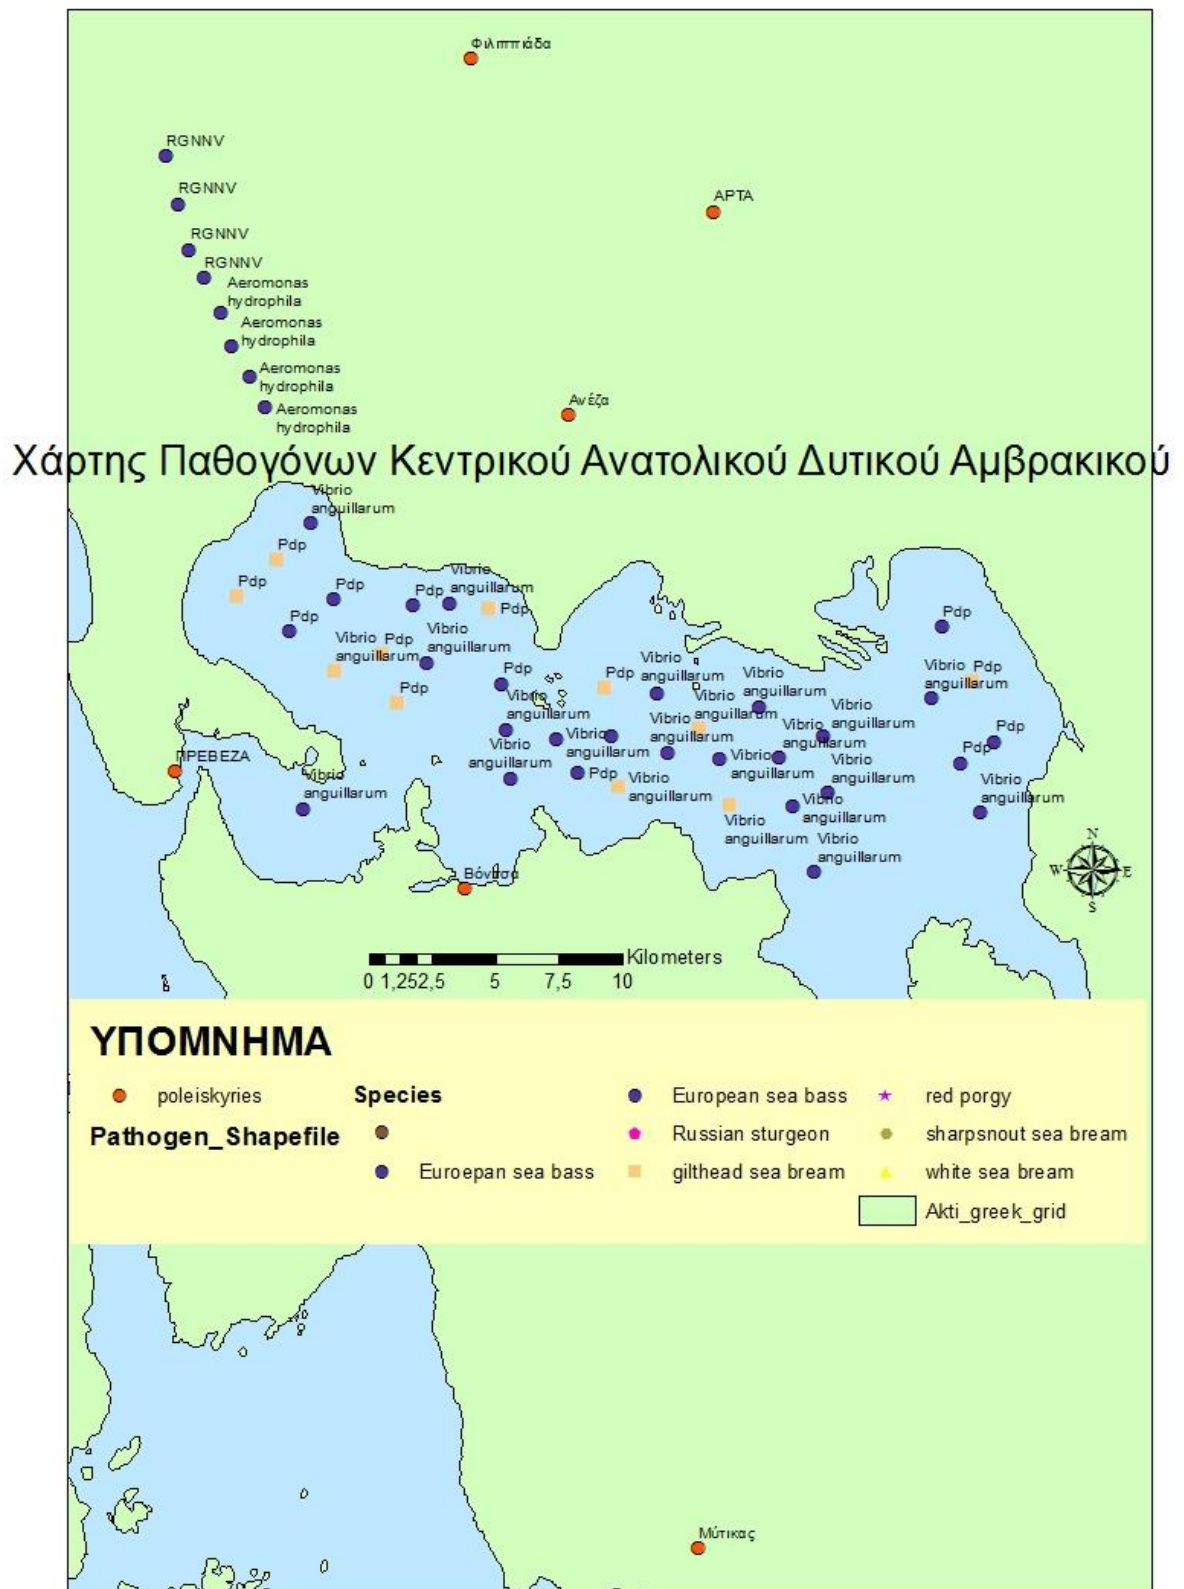 Φιλιππιάδα
RGNNV
RGNNV
ΑΡΤΑ
RGNNV
RGNNV
Aeromonas
hydrophila
Aeromonas
hydrophila
Aeromonas
hydrophila
Aeromonas
hydrophila
Ανέζα
Χάρτης Παθογόνων Κεντρικού Ανατολικού Δυτικού Αμβρακικού
Vibrio
anguillarum
Pdp
Pdp
Pdp
Pdp
Vibrio
anguillarum
Pdp
Pdp
Vibrio
anguillarum
Pdp
Vibrio
anguillarum
Pdp
Pdp
Vibrio
anguillarum
Vibrio
anguillarum
Vibrio
anguillarum
Pdp
Pdp
Vibrio
anguillarum
Vibrio
anguillarum
Vibrio
anguillarum
Vibrio
anguillarum
Vibrio
anguillarum
Vibrio
anguillarum
Vibrio
anguillarum
Vibrio
anguillarum
Vibrio
anguillarum
Vibrio
anguillarum
Vibrio
anguillarum
Vibrio
anguillarum
Vibrio
anguillarum
Pdp
Vibrio
anguillarum
Pdp
Pdp
Pdp
Vibrio
anguillarum
ΠΡΕΒΕΖΑ
Vibrio
anguillarum
Βόνιτσα
N
W
E
S
Kilometers
0 1,252,5 5 7,5 10
ΥΠΟΜΝΗΜΑ
poleiskyries
Pathogen_Shapefile
Species
Euroepan sea bass
European sea bass
Russian sturgeon
gilthead sea bream
red porgy
sharpsnout sea bream
white sea bream
Akti_greek_grid
Μύτικας